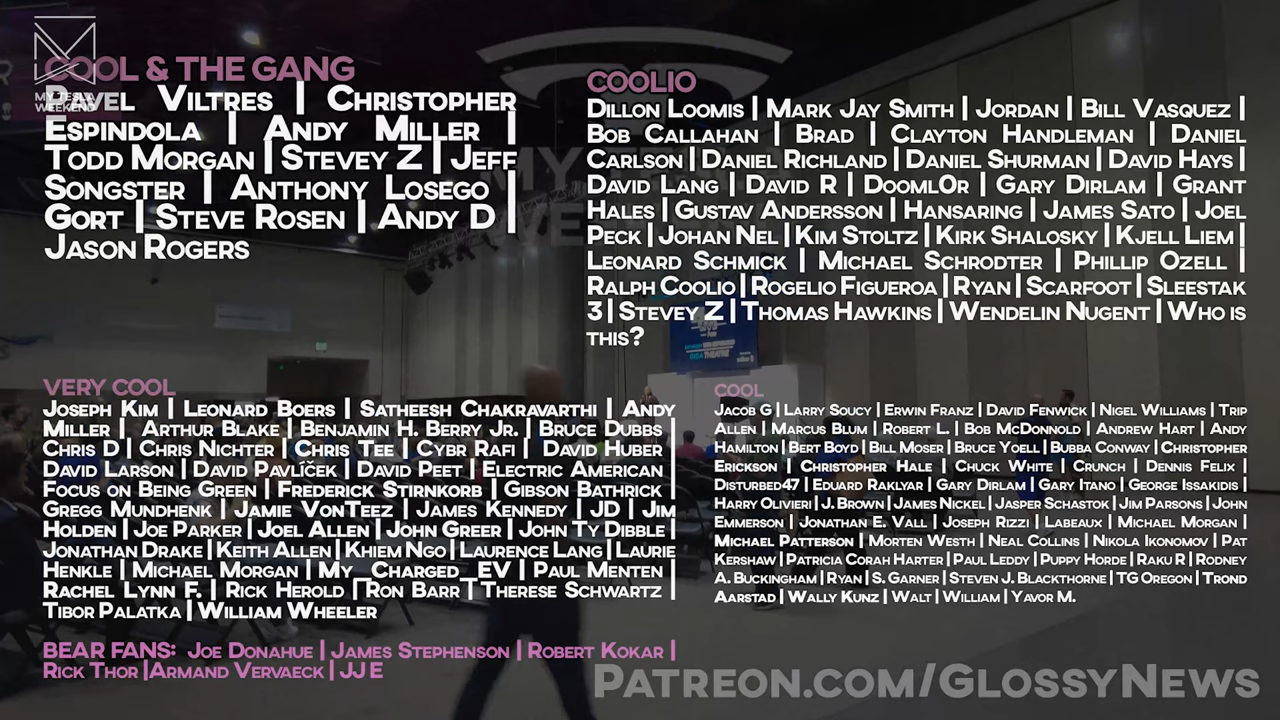 COOL & THE GANG
PAVEL VILTRES | CHRISTOPHER
ESPINDOLA | ANDY MILLER |
TODD MORGAN | STEVEY Z | JEFF
SONGSTER | ANTHONY LOSEGO |
GORT | STEVE ROSEN | ANDY D |
JASON ROGERS
MY TESLA
WEEKEND
COOLIO
DILLON LOOMIS | MARK JAY SMITH | JORDAN | BILL VASQUEZ |
BOB CALLAHAN | BRAD | CLAYTON HANDLEMAN | DANIEL
CARLSON | DANIEL RICHLAND | DANIEL SHURMAN | DAVID HAYS |
DAVID LANG | DAVID R | DOOML0R | GARY DIRLAM | GRANT
HALES | GUSTAV ANDERSSON | HANSARING | JAMES SATO | JOEL
PECK | JOHAN NEL | KIM STOLTZ | KIRK SHALOSKY | KJELL LIEM |
LEONARD SCHMICK | MICHAEL SCHRODTER | PHILLIP OZELL |
RALPH COOLIO | ROGELIO FIGUEROA | RYAN | SCARFOOT | SLEESTAK
3 | STEVEY Z | THOMAS HAWKINS | WENDELIN NUGENT | WHO IS
THIS?
VERY COOL
JOSEPH KIM | LEONARD BOERS | SATHEESH CHAKRAVARTHI | ANDY
MILLER | ARTHUR BLAKE | BENJAMIN H. BERRY JR. | BRUCE DUBBS |
CHRIS D | CHRIS NICHTER | CHRIS TEE | CYBR RAFI | DAVID HUBER
DAVID LARSON | DAVID PAVLÍČEK | DAVID PEET | ELECTRIC AMERICAN
FOCUS ON BEING GREEN | FREDERICK STIRNKORB | GIBSON BATHRICK |
GREGG MUNDHENK | JAMIE VONTEEZ | JAMES KENNEDY | JD | JIM
HOLDEN | JOE PARKER | JOEL ALLEN | JOHN GREER | JOHN TY DIBBLE |
JONATHAN DRAKE | KEITH ALLEN | KHIEM NGO | LAURENCE LANG | LAURIE
HENKLE | MICHAEL MORGAN | MY_CHARGED_EV | PAUL MENTEN |
RACHEL LYNN F. | RICK HEROLD | RON BARR | THERESE SCHWARTZ |
TIBOR PALATKA | WILLIAM WHEELER
BEAR FANS: JOE DONAHUE | JAMES STEPHENSON | ROBERT KOKAR |
RICK THOR |ARMAND VERVAECK | JJ E
COOL
JACOB G | LARRY SOUCY | ERWIN FRANZ | DAVID FENWICK | NIGEL WILLIAMS | TRIP
ALLEN | MARCUS BLUM | ROBERT L. | BOB MCDONNOLD | ANDREW HART | ANDY
HAMILTON | BERT BOYD | BILL MOSER | BRUCE YOELL | BUBBA CONWAY | CHRISTOPHER
ERICKSON | CHRISTOPHER HALE | CHUCK WHITE | CRUNCH | DENNIS FELIX |
DISTURBED47 | EDUARD RAKLYAR | GARY DIRLAM | GARY ITANO | GEORGE ISSAKIDIS |
HARRY OLIVIERI | J. BROWN | JAMES NICKEL | JASPER SCHASTOK | JIM PARSONS | JOHN
EMMERSON | JONATHAN E. VALL | JOSEPH RIZZI | LABEAUX | MICHAEL MORGAN |
MICHAEL PATTERSON | MORTEN WESTH | NEAL COLLINS | NIKOLA IKONOMOV | PAT
KERSHAW | PATRICIA CORAH HARTER | PAUL LEDDY | PUPPY HORDE | RAKU R | RODNEY
A. BUCKINGHAM | RYAN | S. GARNER | STEVEN J. BLACKTHORNE | TG OREGON | TROND
AARSTAD | WALLY KUNZ | WALT | WILLIAM | YAVOR M.
PATREON.COM/GLOSSYNEWS